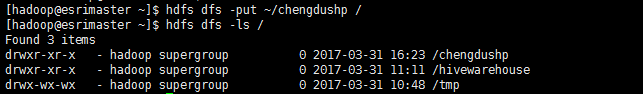 [hadoop@esrimaster ~]$ hdfs dfs -put ~/chengdushp /
[hadoop@esrimaster ~]$ hdfs dfs -ls /
Found 3 items
drwxr-xr-x   - hadoop supergroup          0 2017-03-31 16:23 /chengdushp
drwxr-xr-x   - hadoop supergroup          0 2017-03-31 11:11 /hivewarehouse
drwx-wx-wx   - hadoop supergroup          0 2017-03-31 10:48 /tmp